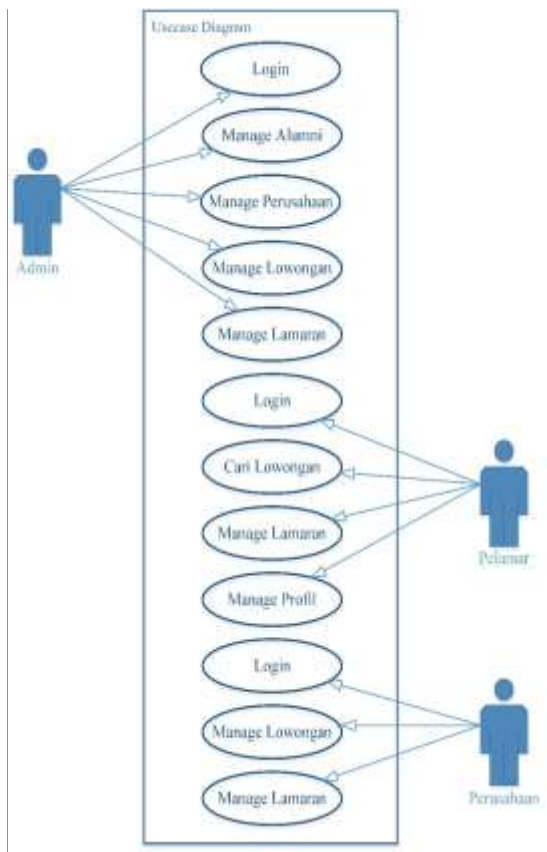 Usecase Diagram
Login
Manage Alumni
Manage Perusahaan
Manage Lowongan
Manage Lamaran
Admin
Login
Cari Lowongan
Manage Lamaran
Manage Profil
Pelamar
Login
Manage Lowongan
Manage Lamaran
Perusahaan